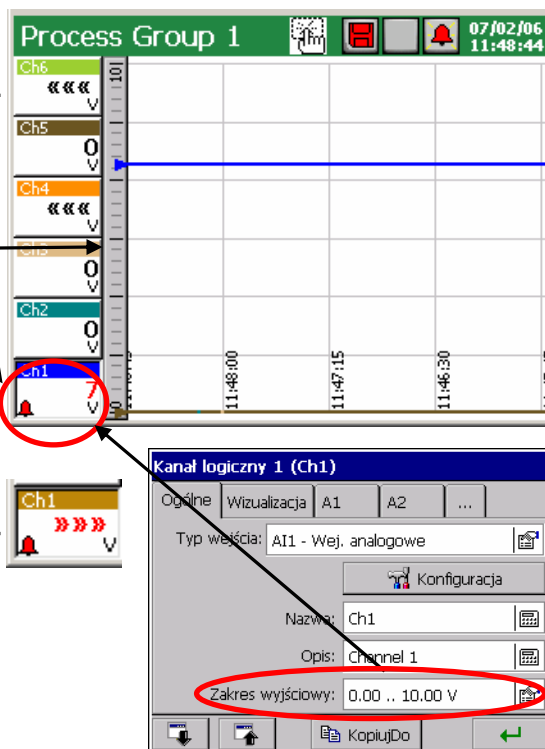 Process Group 1
07/02/06
11:48:44
Ch6
«««
V
Ch5
0
V
Ch4
«««
V
Ch3
0
V
Ch2
0
V
Ch1
7
V
10
11:48:00
11:47:15
11:46:30
Ch1
»»»
V
Kanał logiczny 1 (Ch1)
Ogólne Wizualizacja A1 A2 ...
Typ wejścia: AI1 - Wej. analogowe
Konfiguracja
Nazwa: Ch1
Opis: Channel 1
Zakres wyjściowy: 0.00 .. 10.00 V
KopiujDo